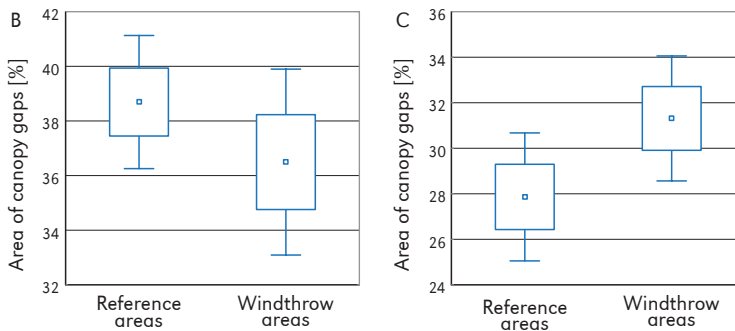 B
Area of canopy gaps [%]
42
40
38
36
34
32
Reference
areas
Windthrow
areas
C
Area of canopy gaps [%]
36
34
31
30
28
26
24
Reference
areas
Windthrow
areas